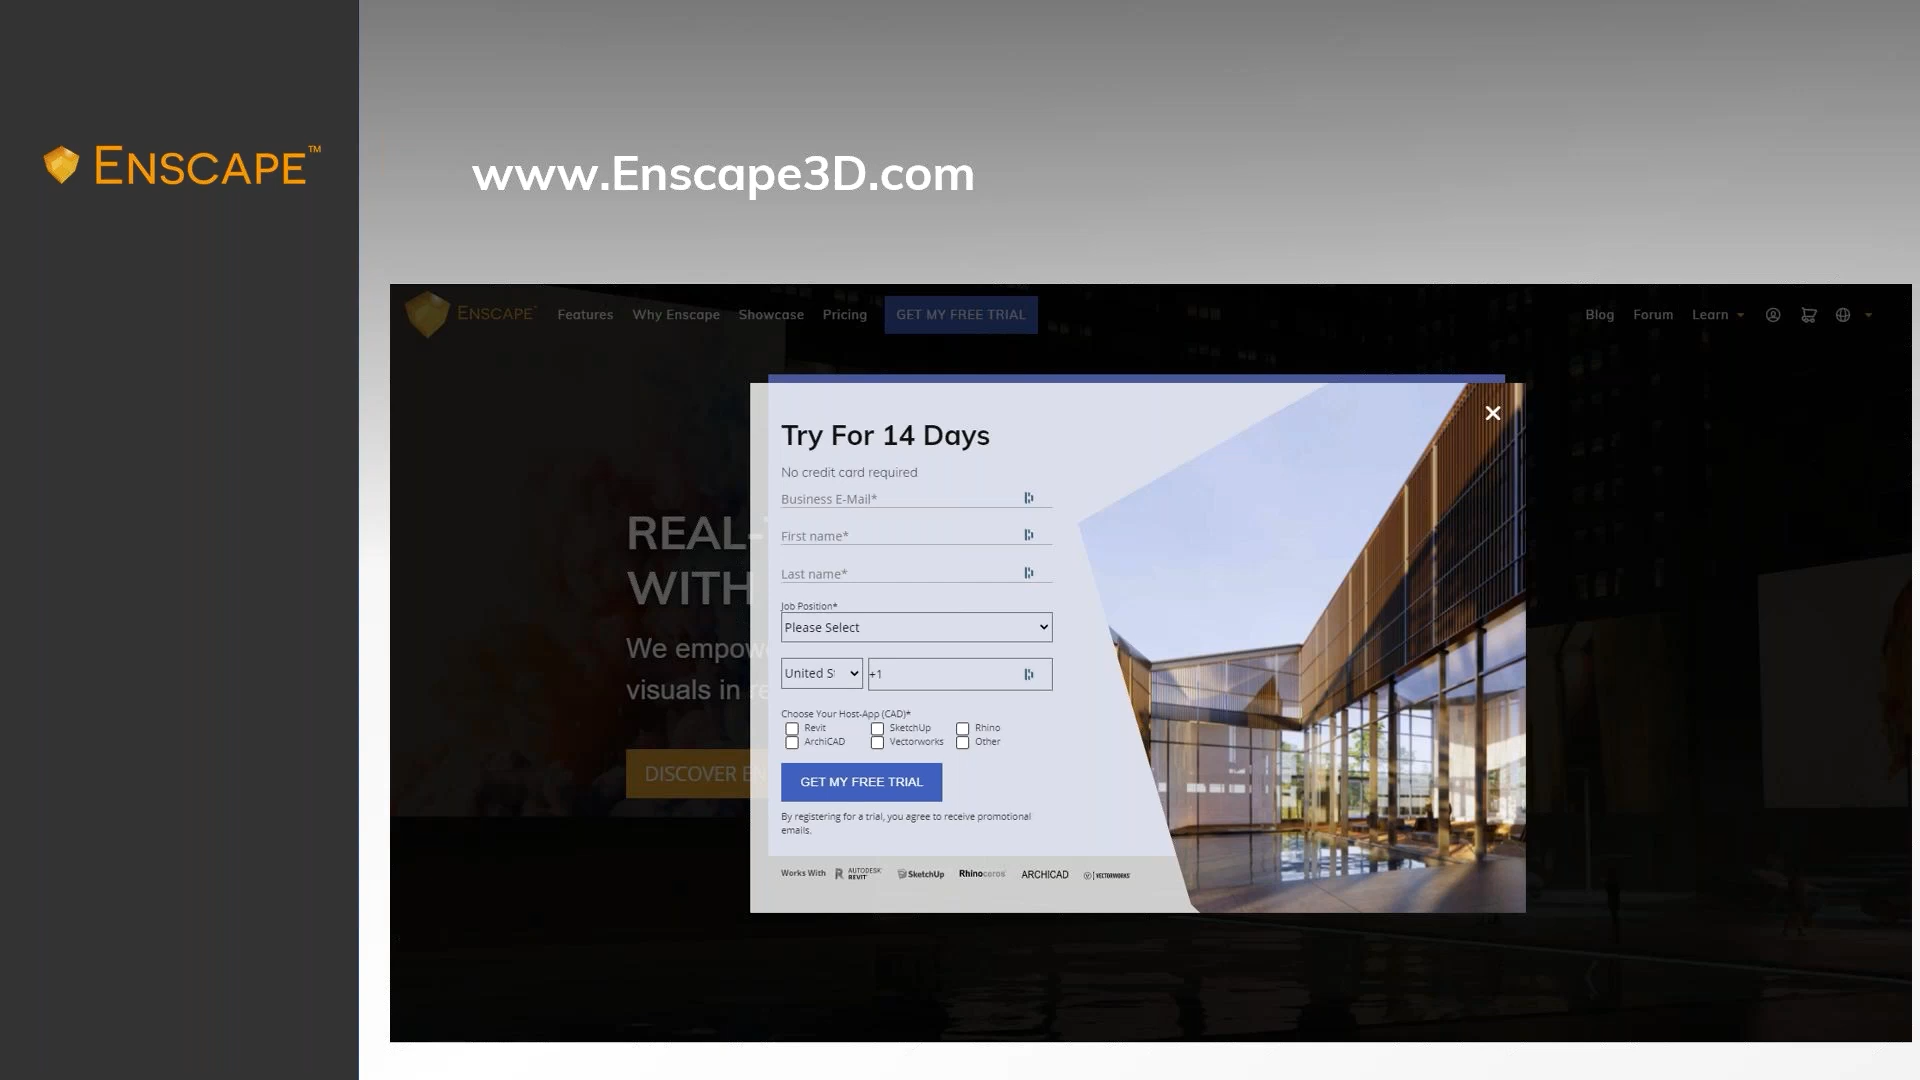 ENSCAPE™
www.Enscape3D.com
ENSCAPE™
Features
Why Enscape
Showcase
Pricing
GET MY FREE TRIAL
Blog
Forum
Learn
REAL-
WITH
We empow
visuals in re
DISCOVER EN
Try For 14 Days
No credit card required
Business E-Mail*
First name*
Last name*
Job Position*
Please Select
United S
+1
Choose Your Host-App (CAD)*
Revit
SketchUp
Rhino
ArchiCAD
Vectorworks
Other
GET MY FREE TRIAL
By registering for a trial, you agree to receive promotional
emails.
Works With
R AUTODESK REVIT
SketchUp
Rhinoceros
ARCHICAD
VECTORWORKS